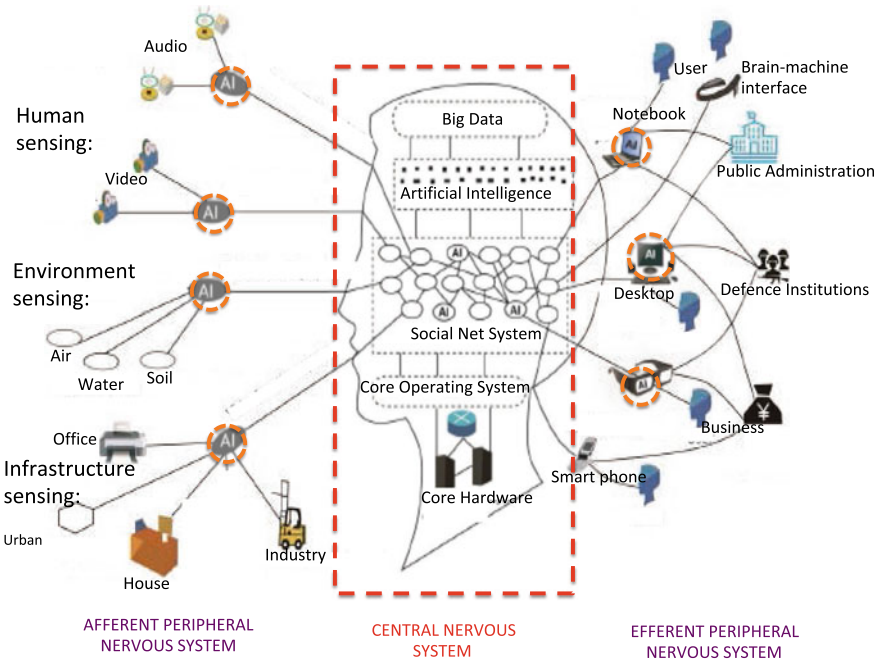 Audio
AI
Human
sensing:
Video
AI
Environment
sensing:
AI
Air
Water
Soil
Office
AI
Infrastructure
sensing:
Urban
House
Industry
AFFERENT PERIPHERAL
NERVOUS SYSTEM
Big Data
Artificial Intelligence
AI
AI
AI
Social Net System
Core Operating System
Core Hardware
CENTRAL NERVOUS
SYSTEM
User
Brain-machine
interface
Notebook
AI
Public Administration
AI
Desktop
Defence Institutions
AI
¥
Business
Smart phone
EFFERENT PERIPHERAL
NERVOUS SYSTEM